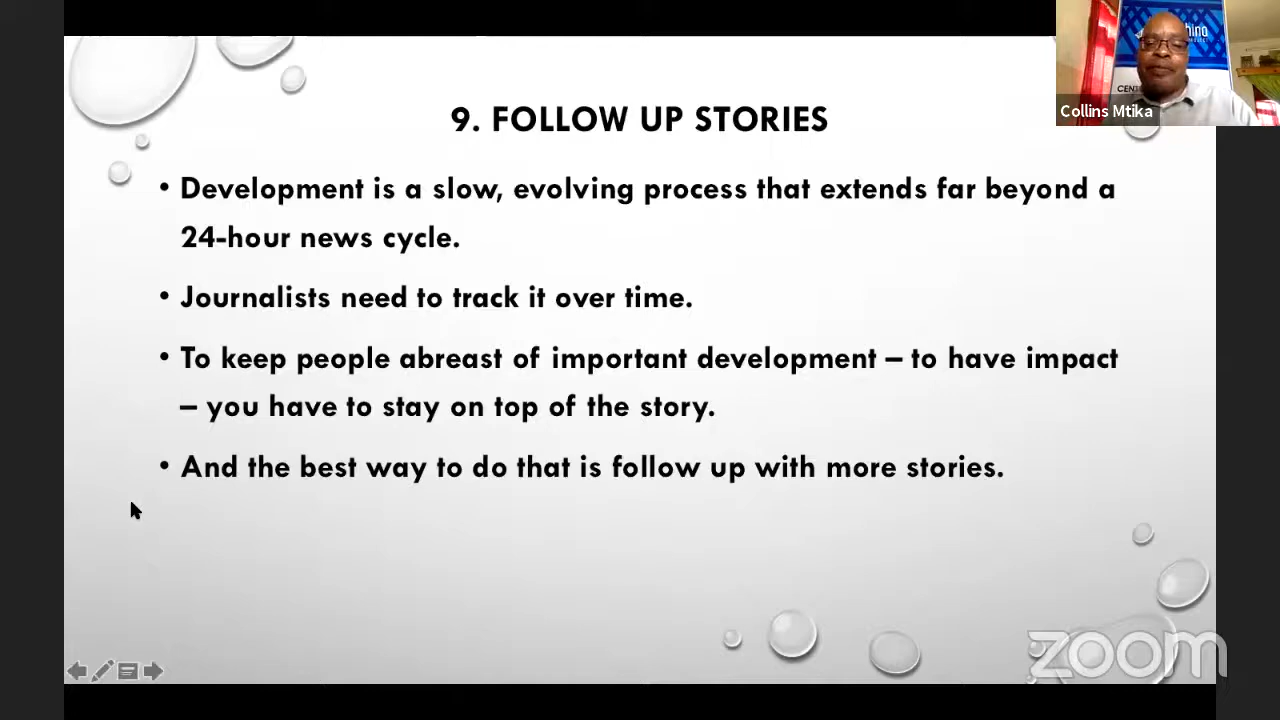 9. FOLLOW UP STORIES
• Development is a slow, evolving process that extends far beyond a
24-hour news cycle.
• Journalists need to track it over time.
• To keep people abreast of important development – to have impact
– you have to stay on top of the story.
• And the best way to do that is follow up with more stories.
Collins Mtika
zoom